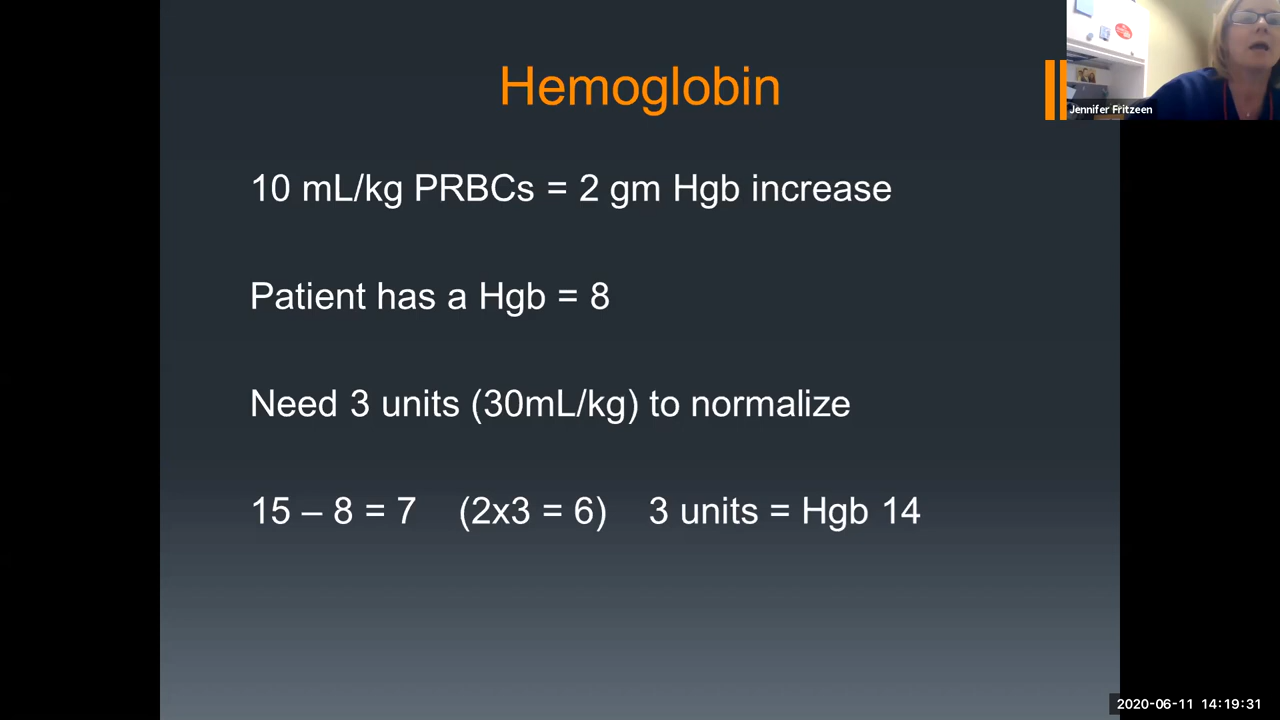 Hemoglobin
Jennifer Fritzeen
10 mL/kg PRBCs = 2 gm Hgb increase
Patient has a Hgb = 8
Need 3 units (30mL/kg) to normalize
15 – 8 = 7 (2x3 = 6) 3 units = Hgb 14
2020-06-11 14:19:31